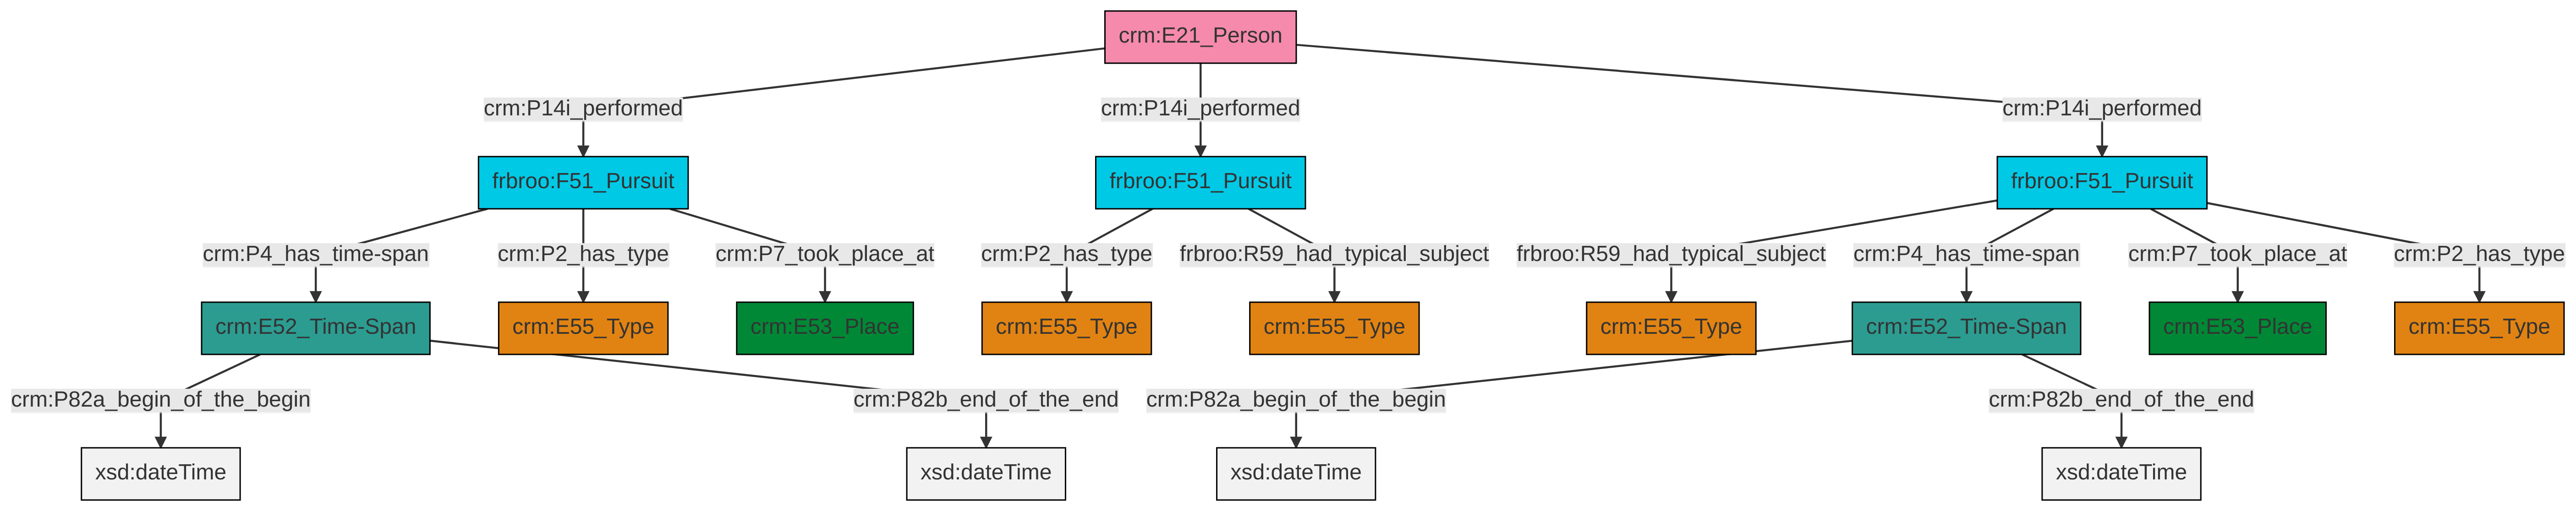 crm:E21_Person
crm:P14i_performed
crm:P14i_performed
crm:P14i_performed
frbroo:F51_Pursuit
frbroo:F51_Pursuit
frbroo:F51_Pursuit
crm:P4_has_time-span
crm:P2_has_type
crm:P7_took_place_at
crm:P2_has_type
frbroo:R59_had_typical_subject
frbroo:R59_had_typical_subject
crm:P4_has_time-span
crm:P7_took_place_at
crm:P2_has_type
crm:E52_Time-Span
crm:E55_Type
crm:E53_Place
crm:E55_Type
crm:E55_Type
crm:E55_Type
crm:E52_Time-Span
crm:E53_Place
crm:E55_Type
crm:P82a_begin_of_the_begin
crm:P82b_end_of_the_end
crm:P82a_begin_of_the_begin
crm:P82b_end_of_the_end
xsd:dateTime
xsd:dateTime
xsd:dateTime
xsd:dateTime